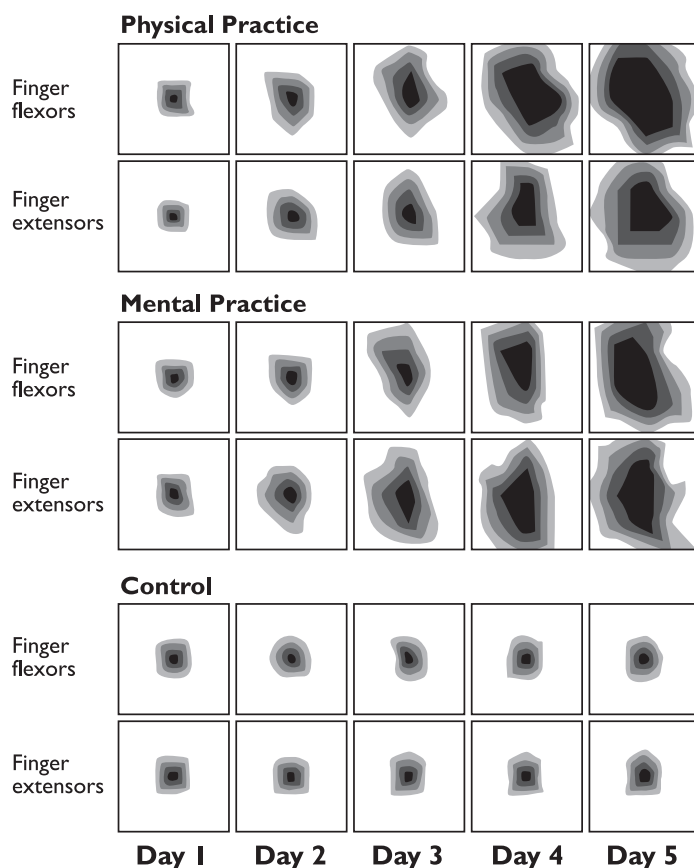 Physical Practice
Finger
flexors
Finger
extensors
Mental Practice
Finger
flexors
Finger
extensors
Control
Finger
flexors
Finger
extensors
Day 1 Day 2 Day 3 Day 4 Day 5